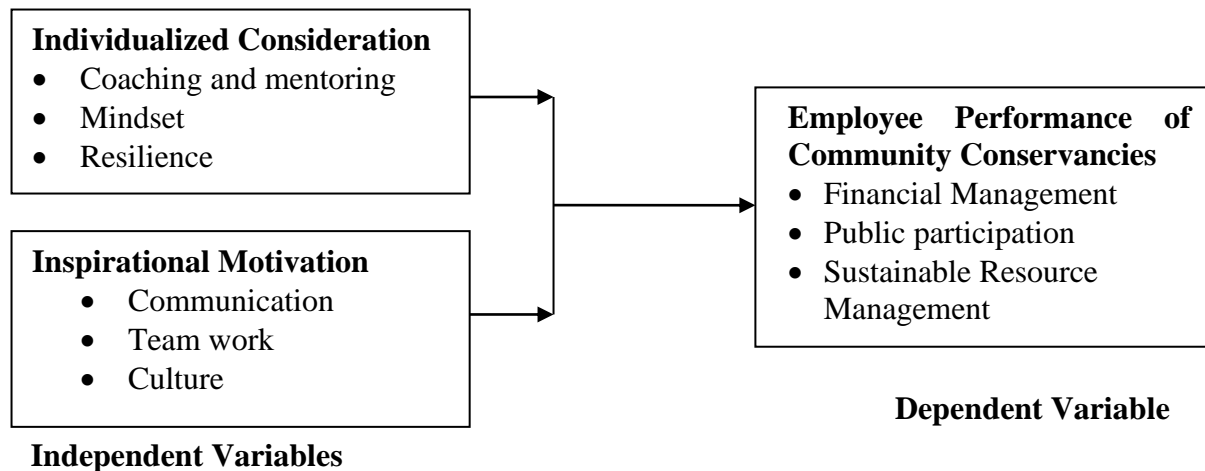 Individualized Consideration
• Coaching and mentoring
• Mindset
• Resilience
Inspirational Motivation
• Communication
• Team work
• Culture
Independent Variables
Employee Performance of
Community Conservancies
• Financial Management
• Public participation
• Sustainable Resource
Management
Dependent Variable